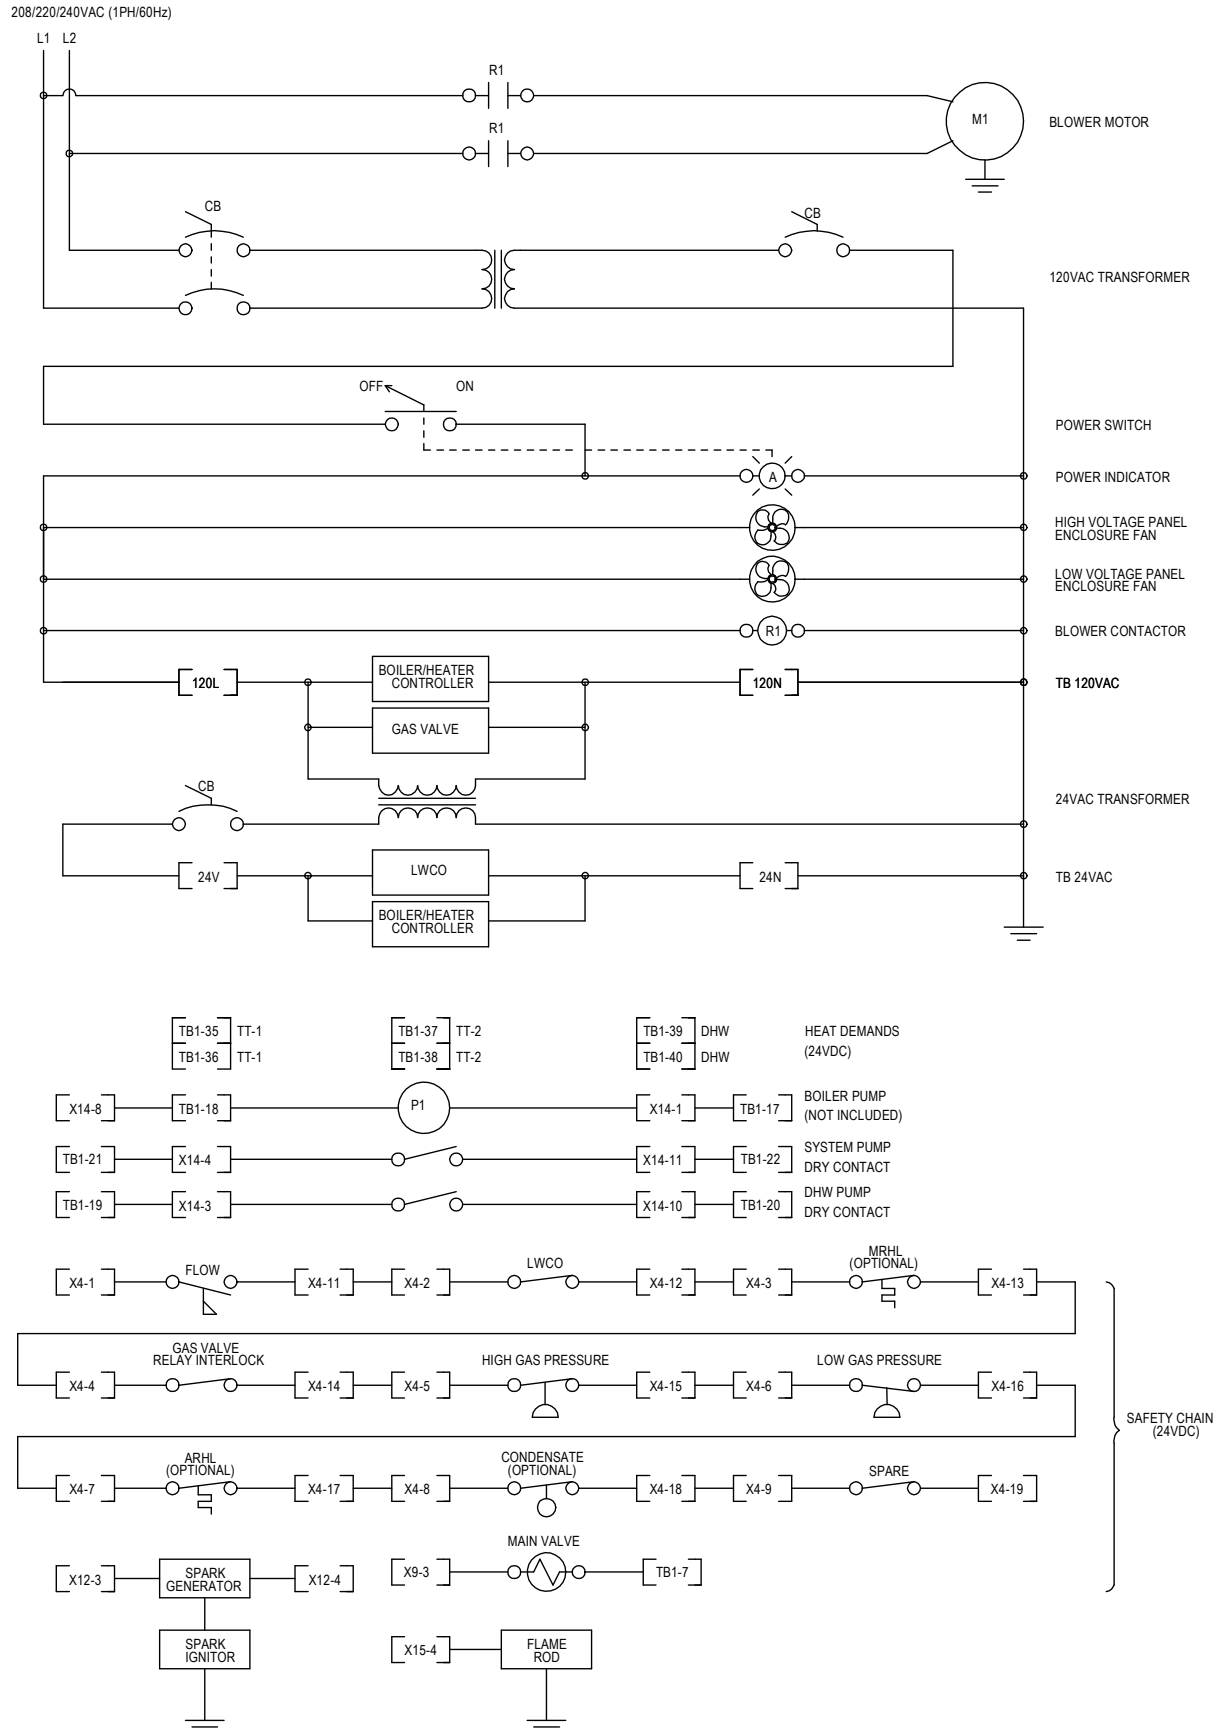 208/220/240VAC (1PH/60Hz)
L1 L2
R1
M1
BLOWER MOTOR
R1
CB
CB
120VAC TRANSFORMER
OFF ON
POWER SWITCH
A
POWER INDICATOR
HIGH VOLTAGE PANEL
ENCLOSURE FAN
LOW VOLTAGE PANEL
ENCLOSURE FAN
R1
BLOWER CONTACTOR
120L
BOILER/HEATER
CONTROLLER
120N
TB 120VAC
GAS VALVE
CB
24VAC TRANSFORMER
24V
LWCO
24N
TB 24VAC
BOILER/HEATER
CONTROLLER
TB1-35 TT-1 TB1-37 TT-2 TB1-39 DHW HEAT DEMANDS
TB1-36 TT-1 TB1-38 TT-2 TB1-40 DHW (24VDC)
X14-8 TB1-18 P1 X14-1 TB1-17 BOILER PUMP
(NOT INCLUDED)
TB1-21 X14-4 X14-11 TB1-22 SYSTEM PUMP
DRY CONTACT
TB1-19 X14-3 X14-10 TB1-20 DHW PUMP
DRY CONTACT
FLOW LWCO MRHL
(OPTIONAL)
X4-1 X4-11 X4-2 X4-12 X4-3 X4-13
GAS VALVE
RELAY INTERLOCK HIGH GAS PRESSURE LOW GAS PRESSURE
X4-4 X4-14 X4-5 X4-15 X4-6 X4-16
SAFETY CHAIN
(24VDC)
ARHL
(OPTIONAL)
CONDENSATE
(OPTIONAL)
SPARE
X4-7 X4-17 X4-8 X4-18 X4-9 X4-19
MAIN VALVE
X12-3 SPARK
GENERATOR X12-4 X9-3 TB1-7
SPARK
IGNITOR
X15-4 FLAME
ROD